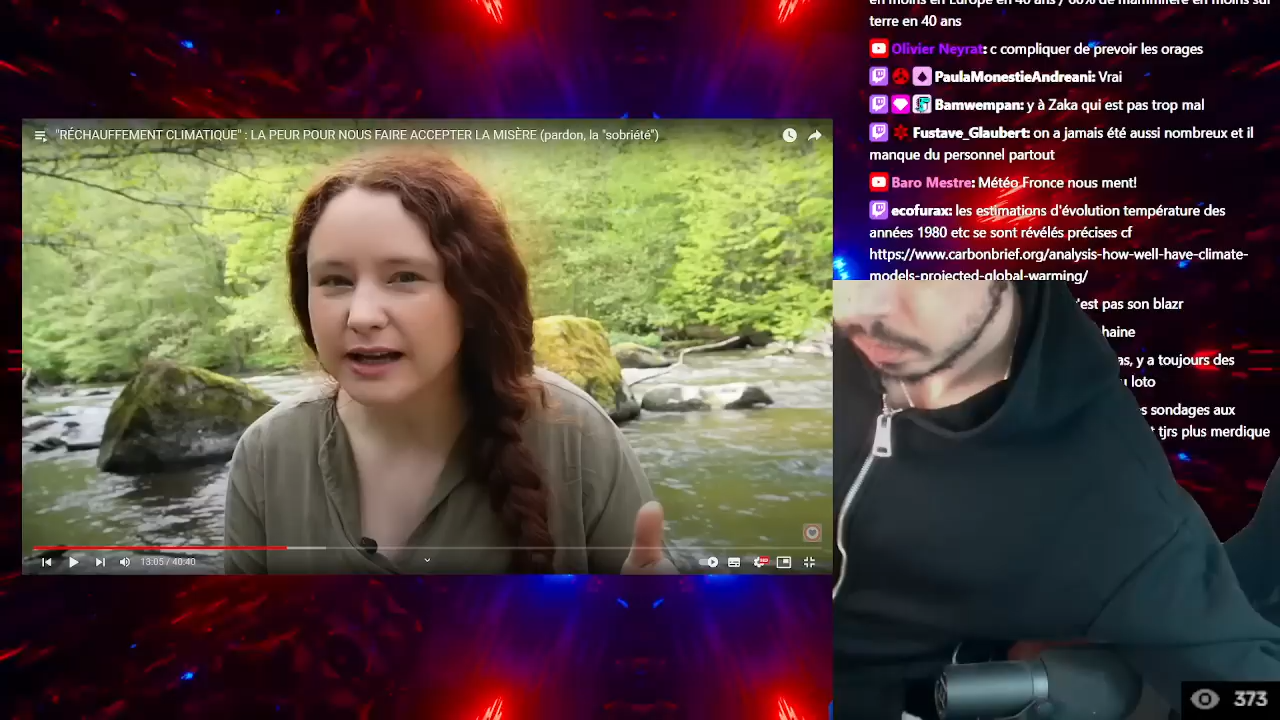 "RÉCHAUFFEMENT CLIMATIQUE" : LA PEUR POUR NOUS FAIRE ACCEPTER LA MISÈRE (pardon, la "sobriété")
13:05 / 40:40
en moins en Europe en 40 ans / 60% de mammifère en moins sur
terre en 40 ans
Olivier Neyrat: c compliquer de prevoir les orages
PaulaMonestieAndreani: Vrai
Bamwempan: y à Zaka qui est pas trop mal
Fustave_Glaubert: on a jamais été aussi nombreux et il
manque du personnel partout
Baro Mestre: Météo Fronce nous ment!
ecofurax: les estimations d'évolution température des
années 1980 etc se sont révélés précises cf
https://www.carbonbrief.org/analysis-how-well-have-climate-
models-projected-global-warming/
'est pas son blazr
haine
as, y a toujours des
loto
s sondages aux
t tjrs plus merdique
373